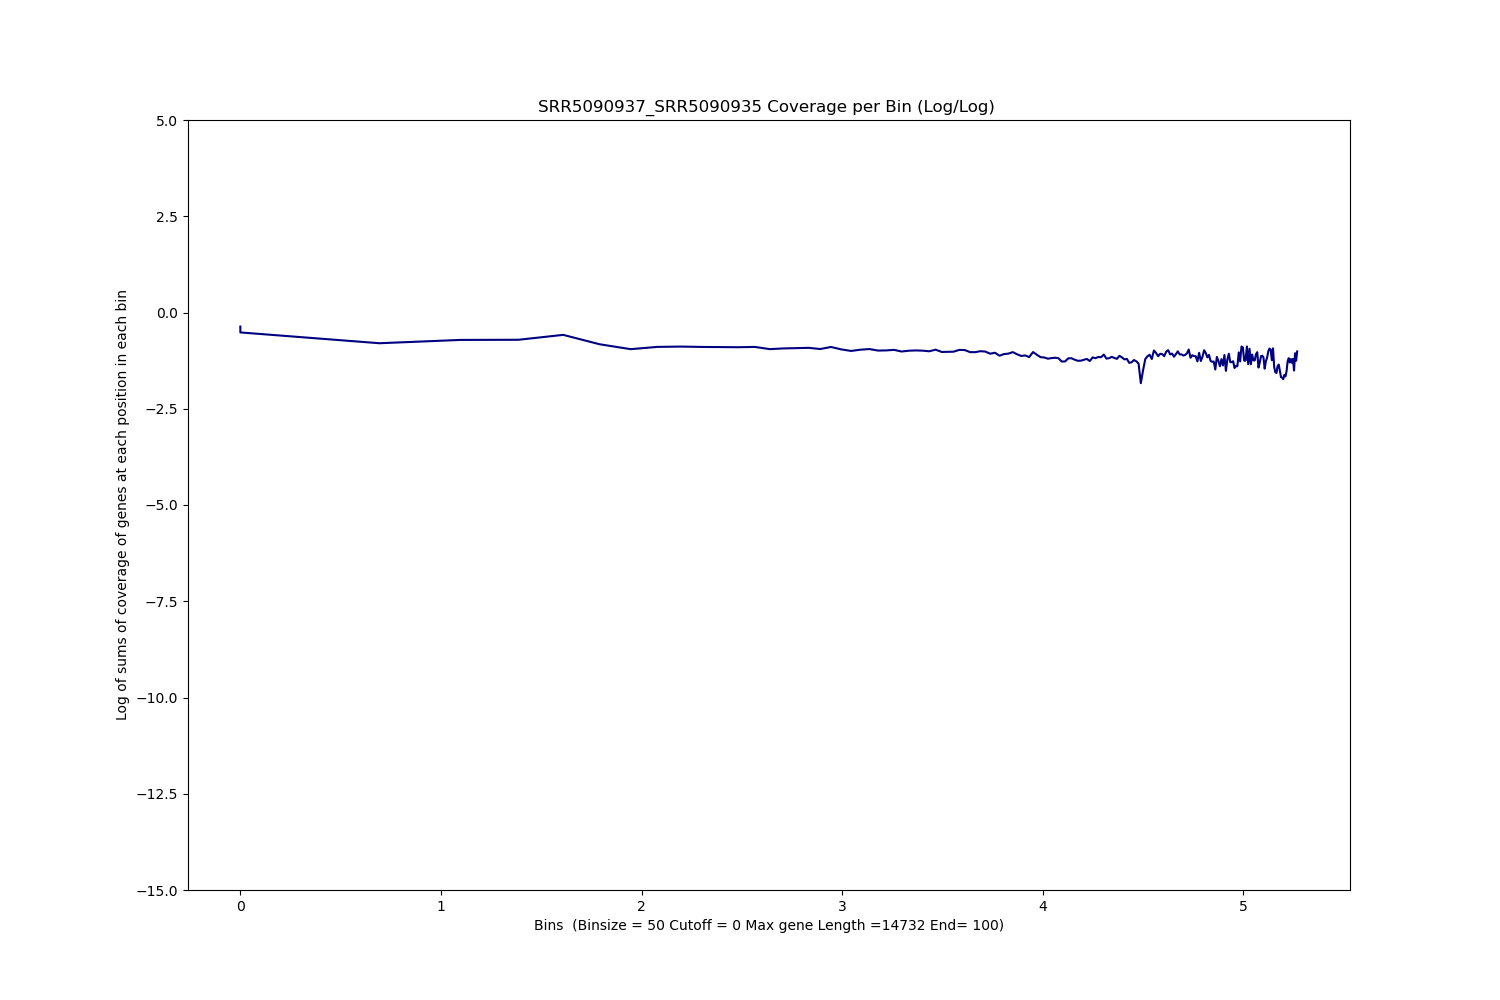 SRR5090937_SRR5090935 Coverage per Bin (Log/Log)
5.0
2.5
0.0
−2.5
−5.0
−7.5
−10.0
−12.5
−15.0
Log of sums of coverage of genes at each position in each bin
0 1 2 3 4 5
Bins  (Binsize = 50 Cutoff = 0 Max gene Length =14732 End= 100)